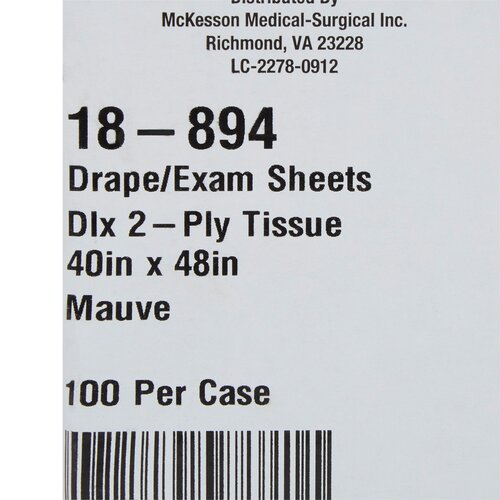 Distributed By
McKesson Medical-Surgical Inc.
Richmond, VA 23228
LC-2278-0912
18-894
Drape/Exam Sheets
Dlx 2-Ply Tissue
40in x 48in
Mauve
100 Per Case